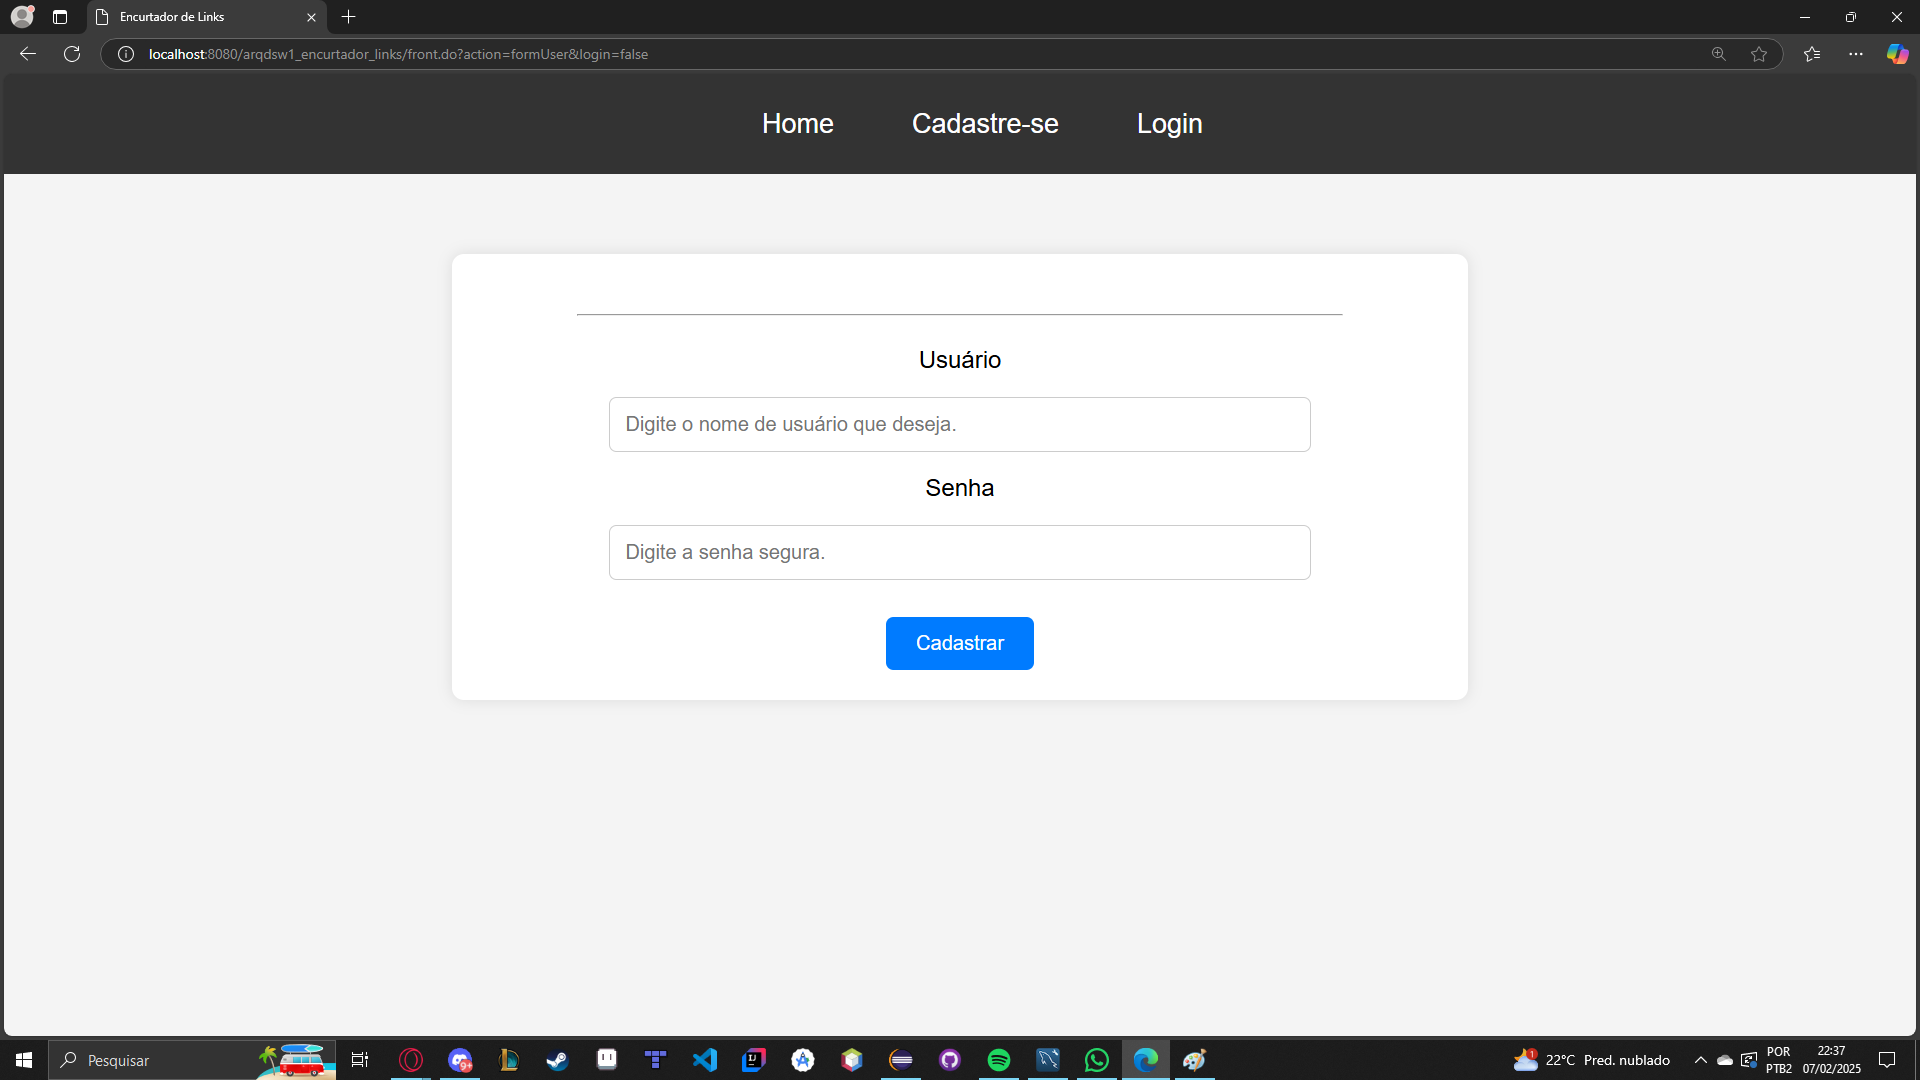 Encurtador de Links
localhost:8080/arqdsw1_encurtador_links/front.do?action=formUser&login=false
Home Cadastre-se Login
Usuário
Digite o nome de usuário que deseja.
Senha
Digite a senha segura.
Cadastrar
Pesquisar
9+
1
22°C Pred. nublado
POR
PTB2
22:37
07/02/2025